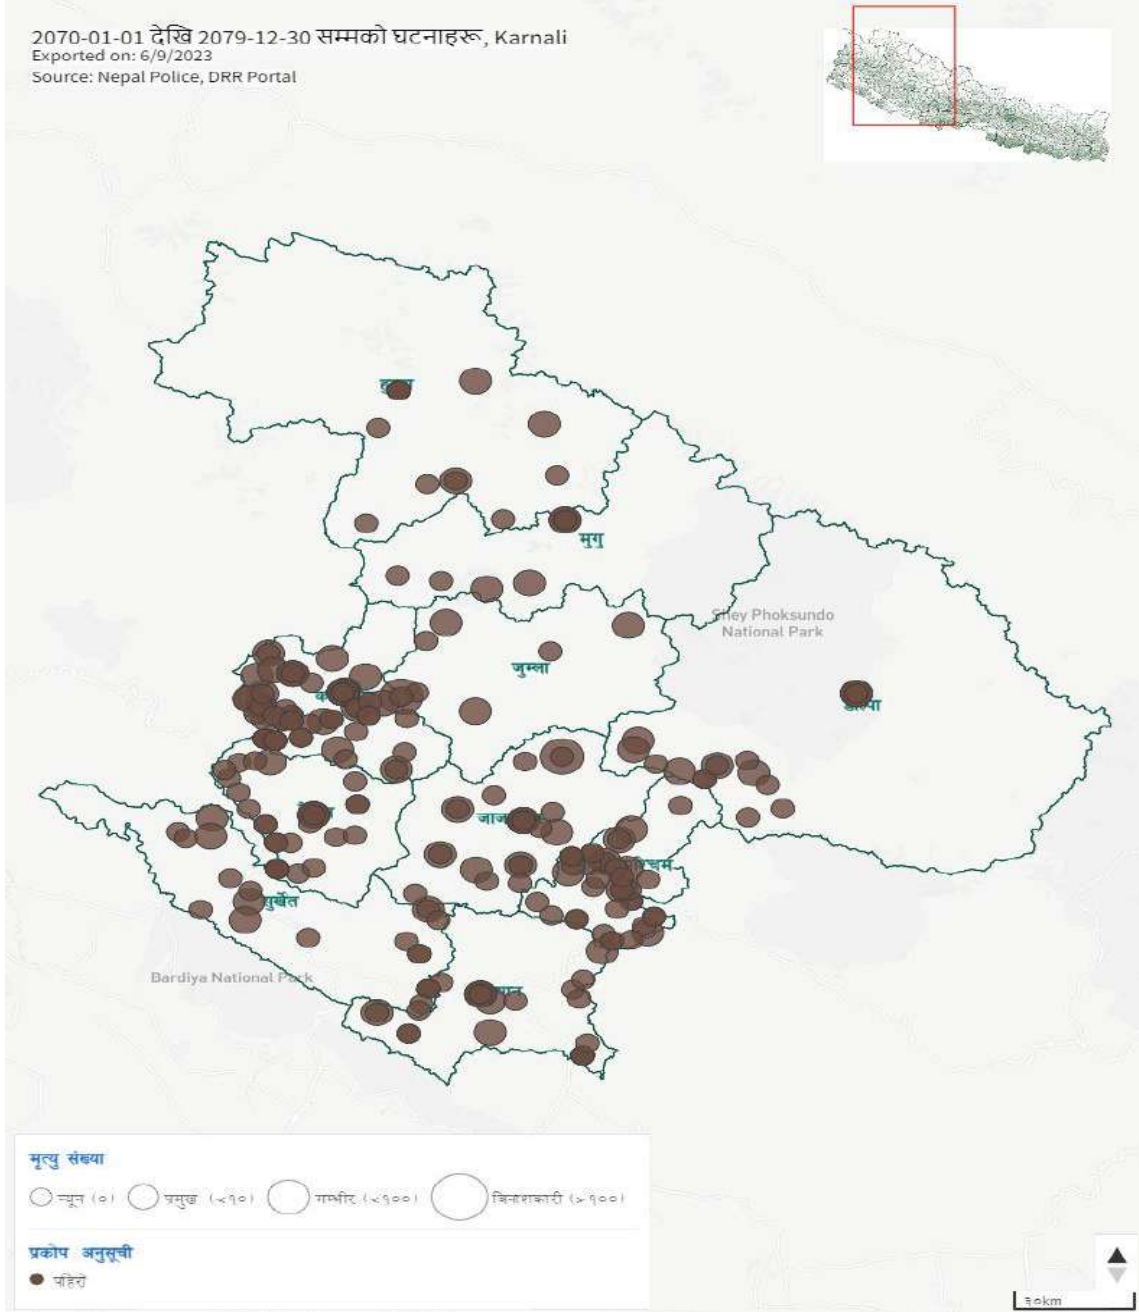 2070-01-01 देखि 2079-12-30 सम्मको घटनाहरू, Karnali
Exported on: 6/9/2023
Source: Nepal Police, DRR Portal
मुगु
Shey Phoksundo
National Park
जुम्ला
सुर्खेत
Bardiya National Park
मृत्यु संख्या
न्यून (०) प्रमुख (<१०) गम्भीर (<१००) विनाशकारी (>१००)
प्रकोप अनुसूची
पहिरो
३०km